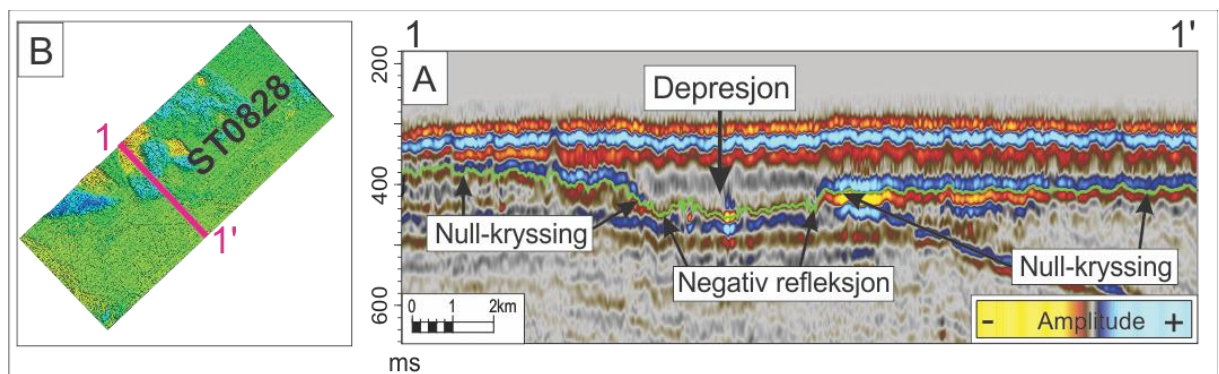 B
1
ST0828
1'
1
1'
A
Depresjon
200
400
600
ms
Null-kryssing
Negativ refleksjon
Null-kryssing
0 1 2km
- Amplitude +